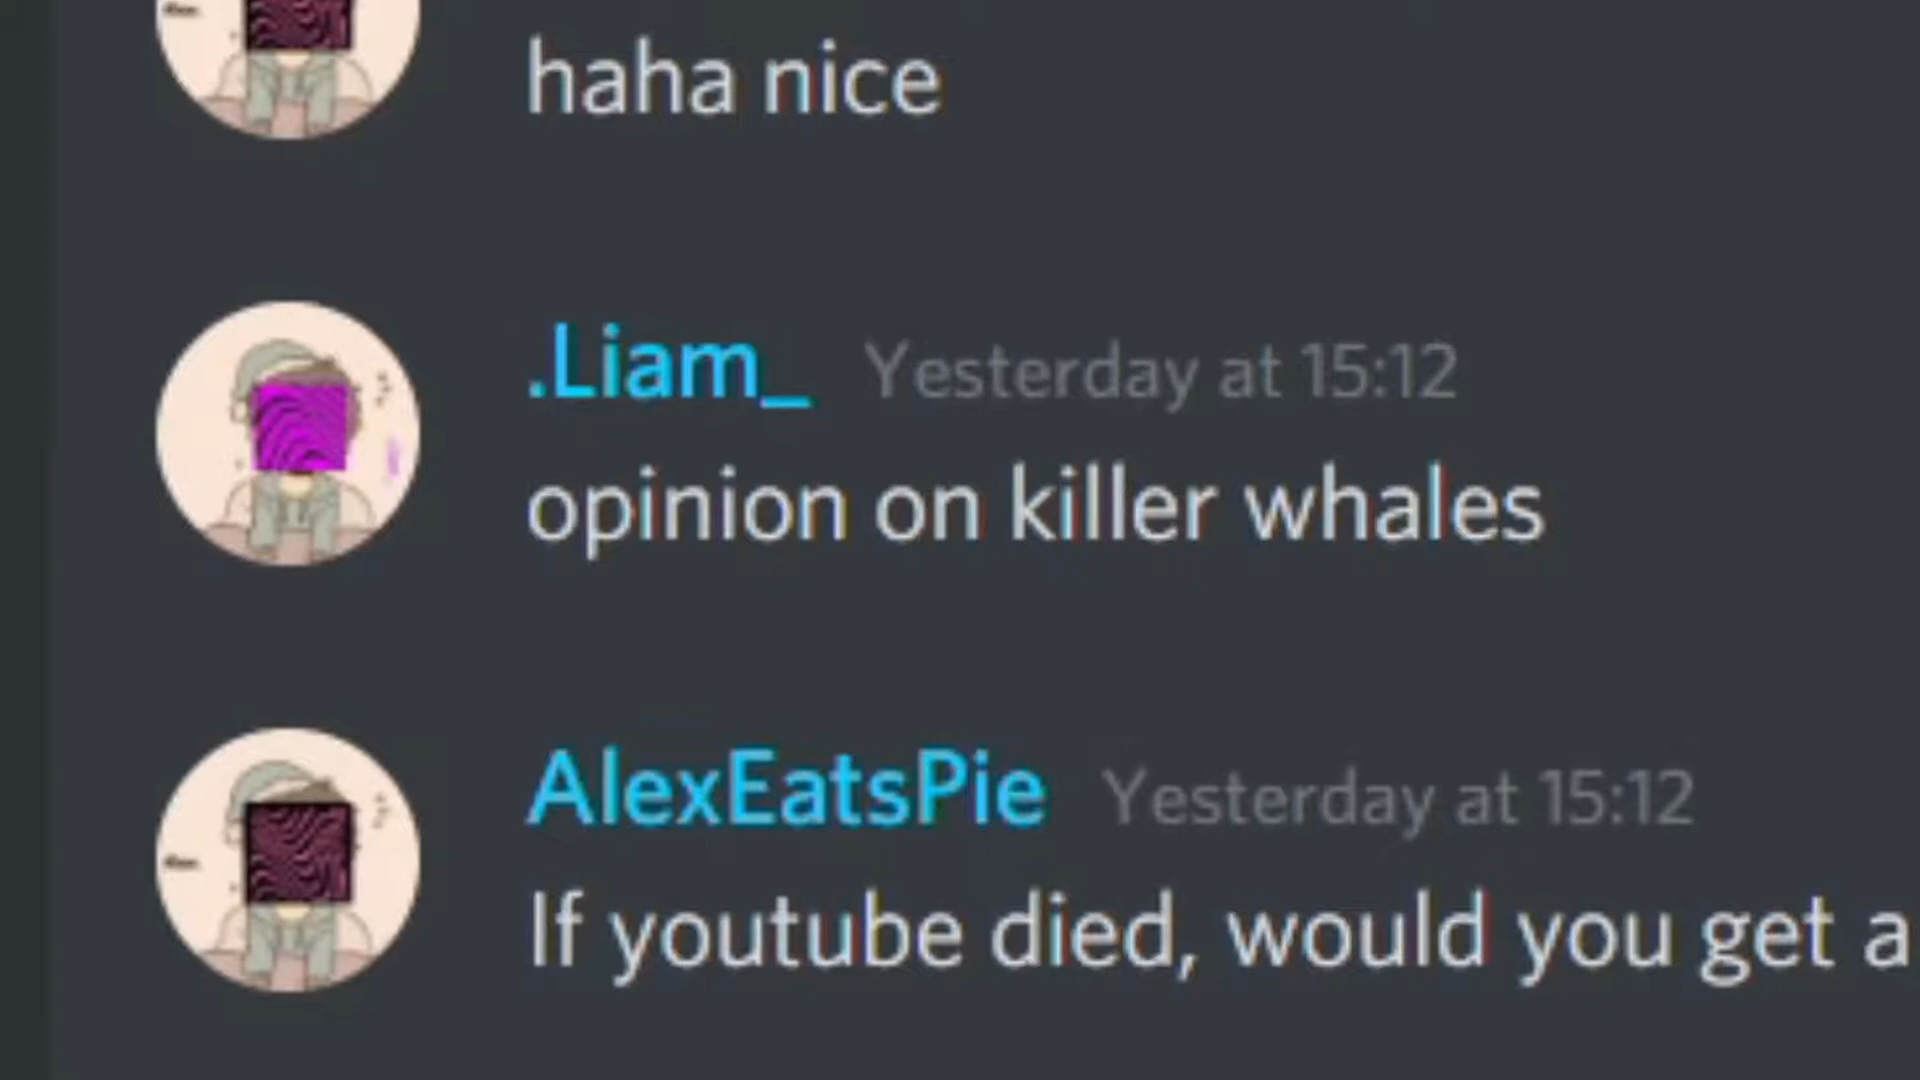 haha nice
.Liam_ Yesterday at 15:12
opinion on killer whales
AlexEatsPie Yesterday at 15:12
If youtube died, would you get a